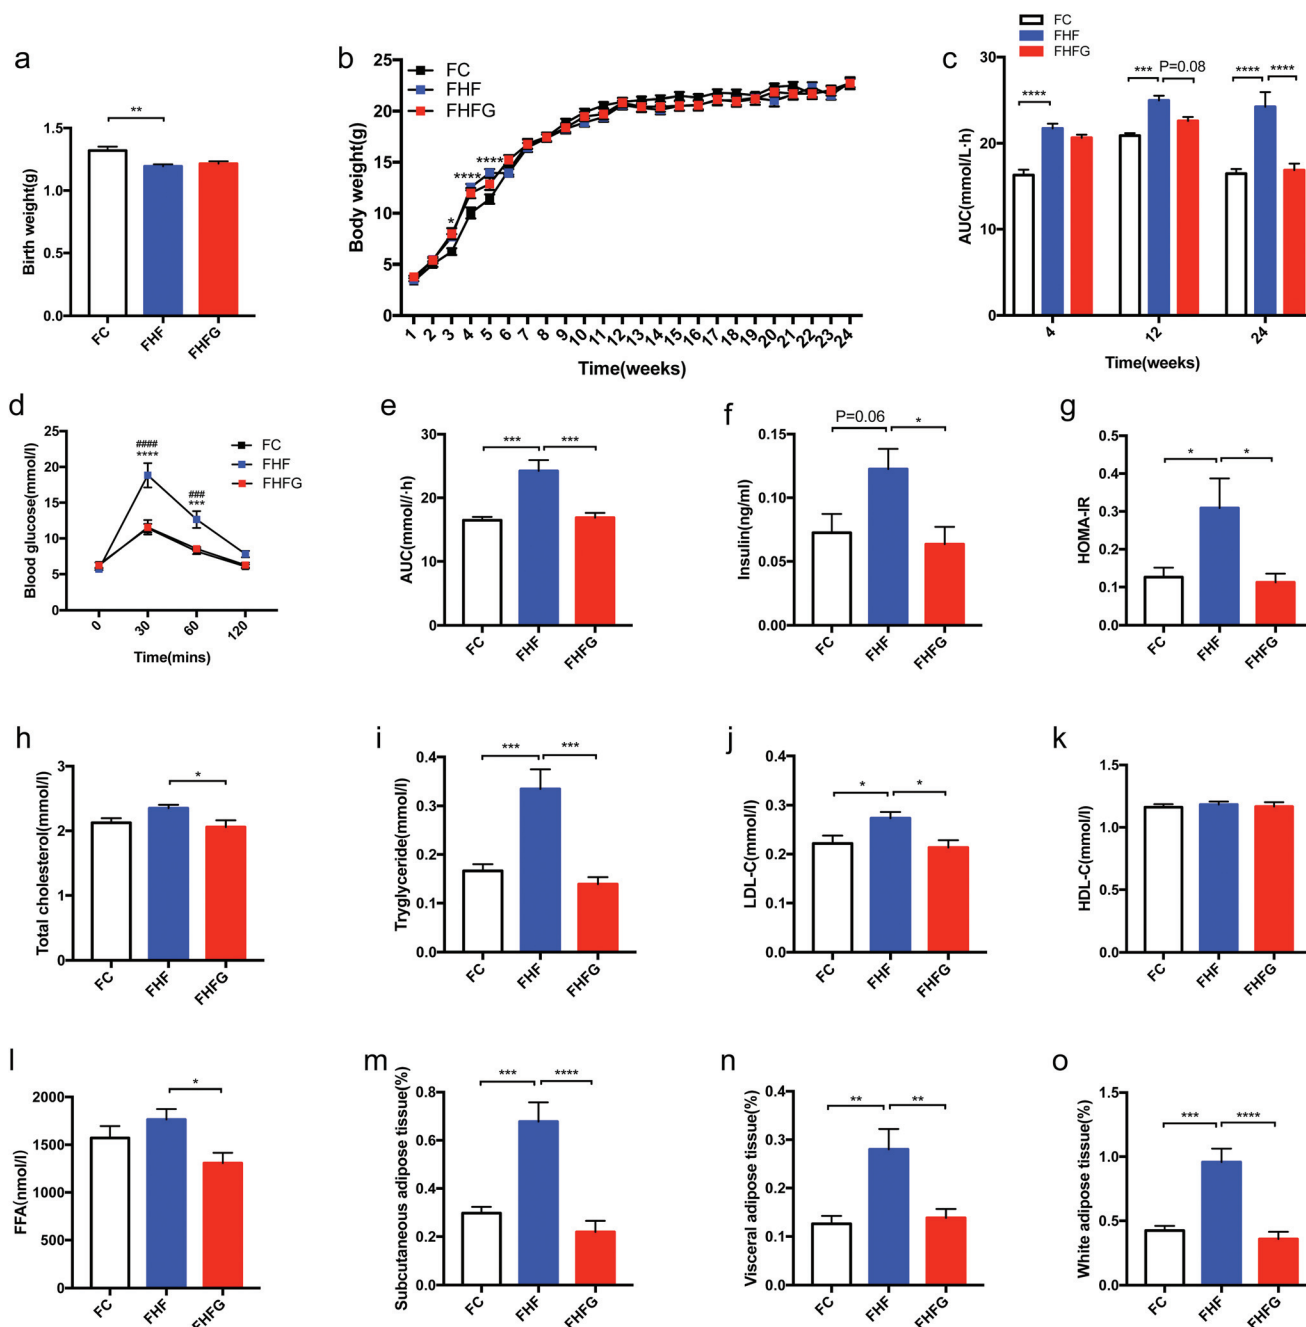 a
Birth weight(g)
1.5
1.0
0.5
0.0
**
FC
FHF
FHFG
b
Body weight(g)
25
20
15
10
5
0
FC
FHF
FHFG
*
****
****
1
2
3
4
5
6
7
8
9
10
11
12
13
14
15
16
17
18
19
20
21
22
23
24
Time(weeks)
c
FC
FHF
FHFG
AUC(mmol/L·h)
30
20
10
0
****
***
P=0.08
****
****
4
12
24
Time(weeks)
d
Blood glucose(mmol/l)
25
20
15
10
5
0
####
****
###
***
FC
FHF
FHFG
0
30
60
120
Time(mins)
e
AUC(mmol/l·h)
30
20
10
0
***
***
FC
FHF
FHFG
f
Insulin(ng/ml)
0.15
0.10
0.05
0.00
P=0.06
*
FC
FHF
FHFG
g
HOMA-IR
0.5
0.4
0.3
0.2
0.1
0.0
*
*
FC
FHF
FHFG
h
Total cholesterol(mmol/l)
3
2
1
0
*
FC
FHF
FHFG
i
Tryglyceride(mmol/l)
0.4
0.3
0.2
0.1
0.0
***
***
FC
FHF
FHFG
j
LDL-C(mmol/l)
0.4
0.3
0.2
0.1
0.0
*
*
FC
FHF
FHFG
k
HDL-C(mmol/l)
1.5
1.0
0.5
0.0
FC
FHF
FHFG
l
FFA(nmol/l)
2000
1500
1000
500
0
*
FC
FHF
FHFG
m
Subcutaneous adipose tissue(%)
0.8
0.6
0.4
0.2
0.0
***
****
FC
FHF
FHFG
n
Visceral adipose tissue(%)
0.4
0.3
0.2
0.1
0.0
**
**
FC
FHF
FHFG
o
White adipose tissue(%)
1.5
1.0
0.5
0.0
***
****
FC
FHF
FHFG